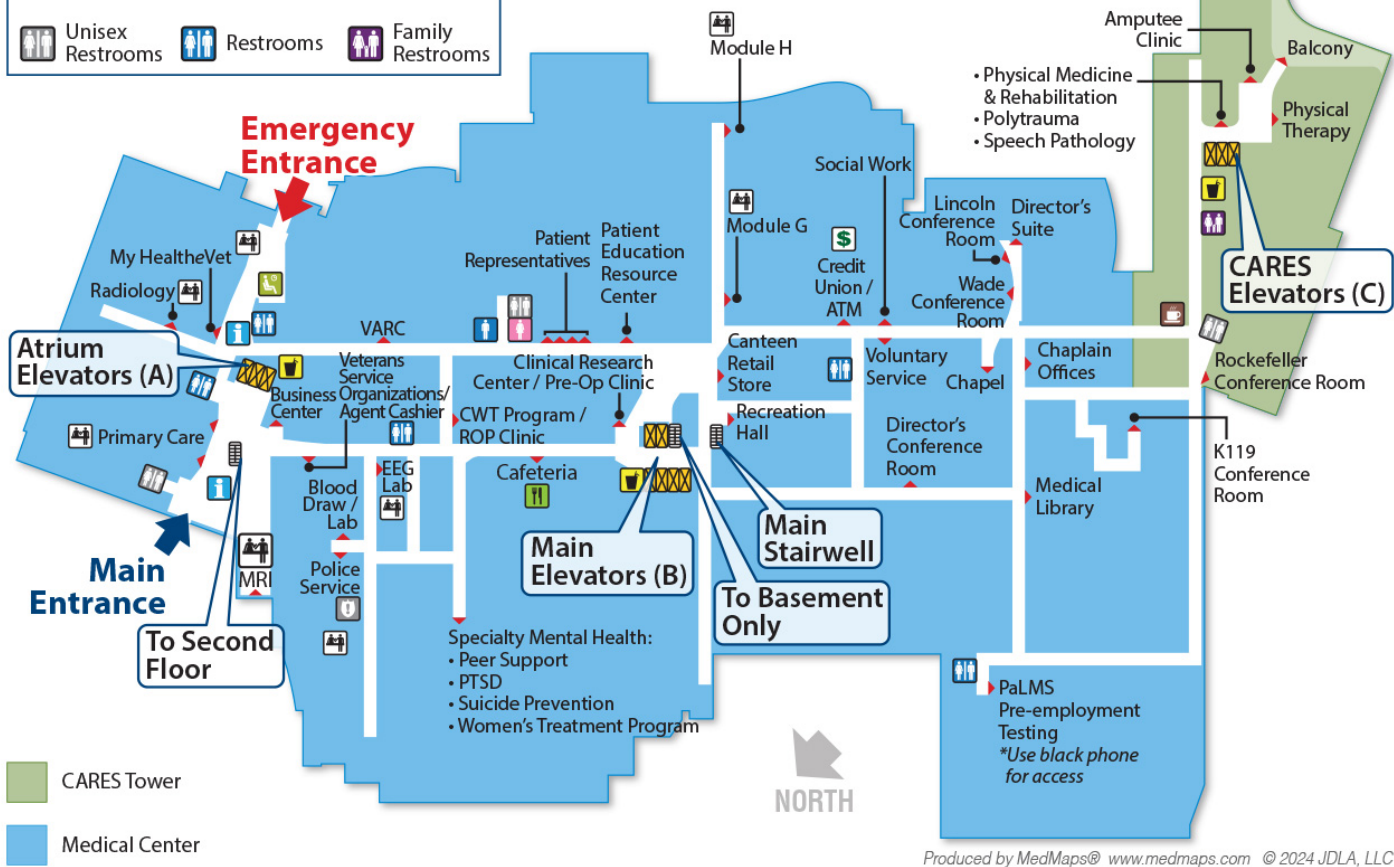 Unisex
Restrooms
Restrooms
Family
Restrooms
Module H
Amputee
Clinic
Balcony
• Physical Medicine
& Rehabilitation
• Polytrauma
• Speech Pathology
Physical
Therapy
Emergency
Entrance
Social Work
Lincoln
Conference
Room
Director's
Suite
My HealtheVet
Radiology
Patient
Representatives
Patient
Education
Resource
Center
Module G
$
Credit
Union /
ATM
Wade
Conference
Room
CARES
Elevators (C)
i
Atrium
Elevators (A)
VARC
Veterans
Service
Organizations/
Agent Cashier
Business
Center
Clinical Research
Center / Pre-Op Clinic
Canteen
Retail
Store
Voluntary
Service
Chapel
Chaplain
Offices
Rockefeller
Conference Room
Primary Care
CWT Program /
ROP Clinic
Recreation
Hall
Director's
Conference
Room
K119
Conference
Room
i
Blood
Draw /
Lab
EEG
Lab
Cafeteria
Medical
Library
Main
Entrance
MRI
Police
Service
Main
Elevators (B)
Main
Stairwell
To Basement
Only
To Second
Floor
Specialty Mental Health:
• Peer Support
• PTSD
• Suicide Prevention
• Women's Treatment Program
PaLMS
Pre-employment
Testing
*Use black phone
for access
NORTH
CARES Tower
Medical Center
Produced by MedMaps® www.medmaps.com © 2024 JDLA, LLC